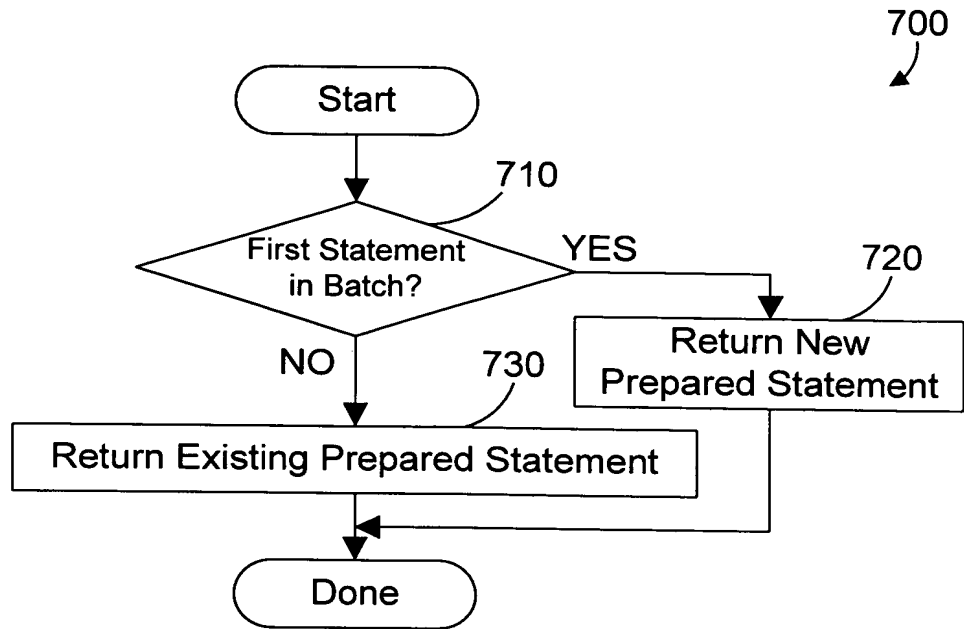 700
Start
710
First Statement
in Batch?
YES
720
Return New
Prepared Statement
NO
730
Return Existing Prepared Statement
Done